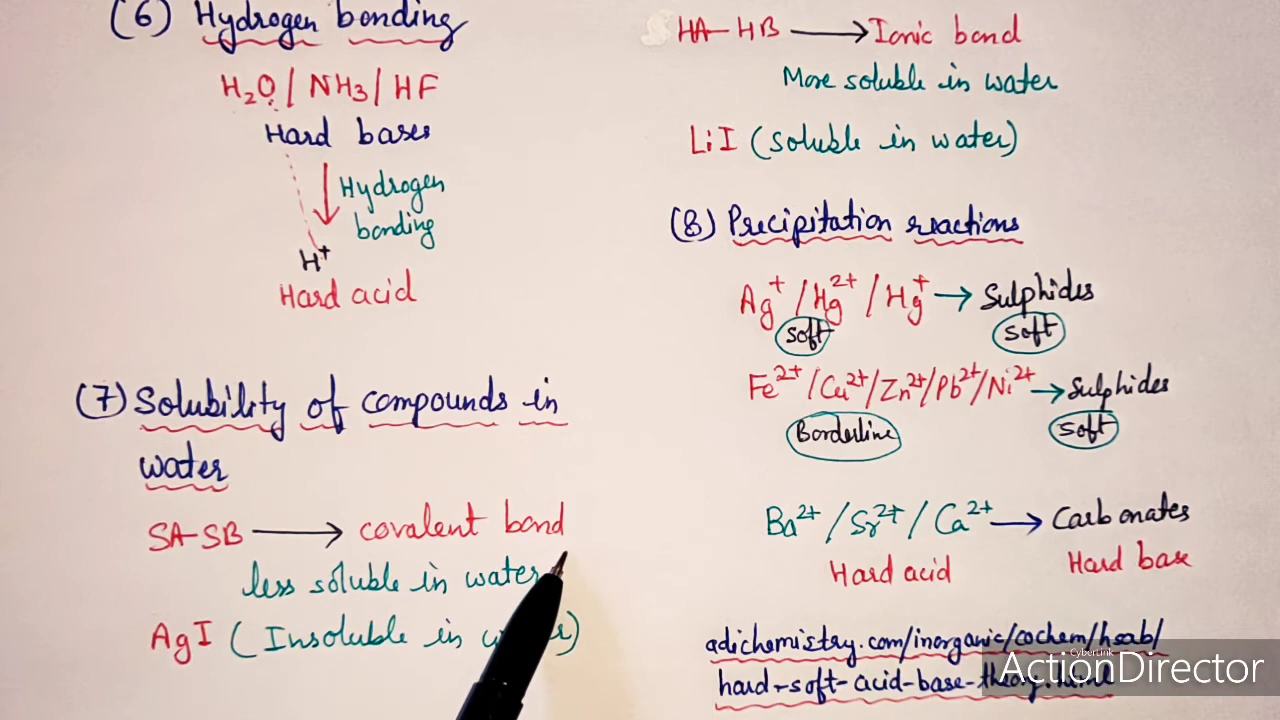 (6) Hydrogen bonding
H2O / NH3 / HF
Hard bases
Hydrogen
bonding
H+
Hard acid
(7) Solubility of compounds in
water
SA-SB → covalent bond
less soluble in water
AgI (Insoluble in water)
HA-HB → Ionic bond
More soluble in water
LiI (soluble in water)
(8) Precipitation reactions
Ag+ / Hg2+ / Hg+ → Sulphides
soft soft
Fe2+ / Cu2+ / Zn2+ / Pb2+ / Ni2+ → Sulphides
Borderline soft
Ba2+ / Sr2+ / Ca2+ → Carbonates
Hard acid Hard base
adichemistry.com/inorganic/cochem/hsab/
hard-soft-acid-base-theory.html
CyberLink
ActionDirector